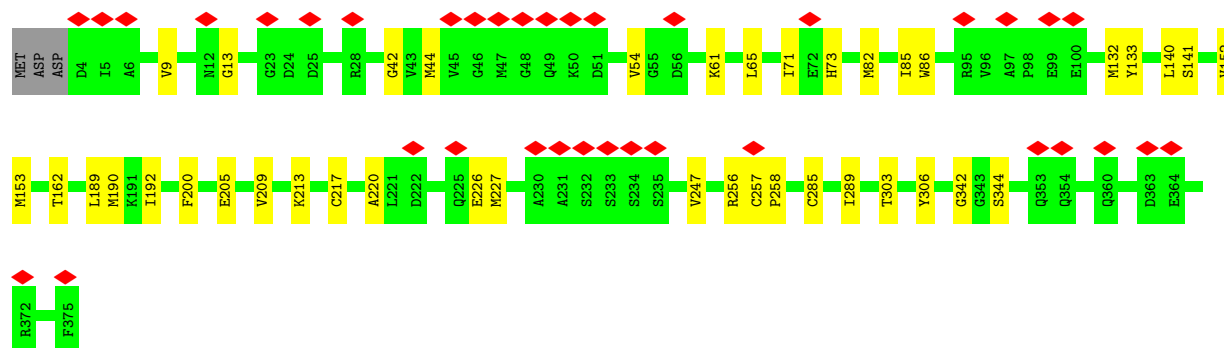 MET ASP ASP D4 I5 A6 V9 N12 G13 G23 D24 D25 R28 G42 V43 M44 V45 G46 M47 G48 Q49 K50 D51 V54 G55 D56 K61 L65 I71 E72 H73 M82 I85 W86 R95 V96 A97 P98 E99 E100 M132 Y133 L140 S141
M153 T162 L189 M190 K191 I192 F200 E205 V209 K213 C217 A220 L221 D222 Q225 E226 M227 A230 A231 S232 S233 S234 S235 V247 R256 C257 P258 C285 I289 T303 Y306 G342 G343 S344 Q353 Q354 Q360 D363 E364
R372 F375